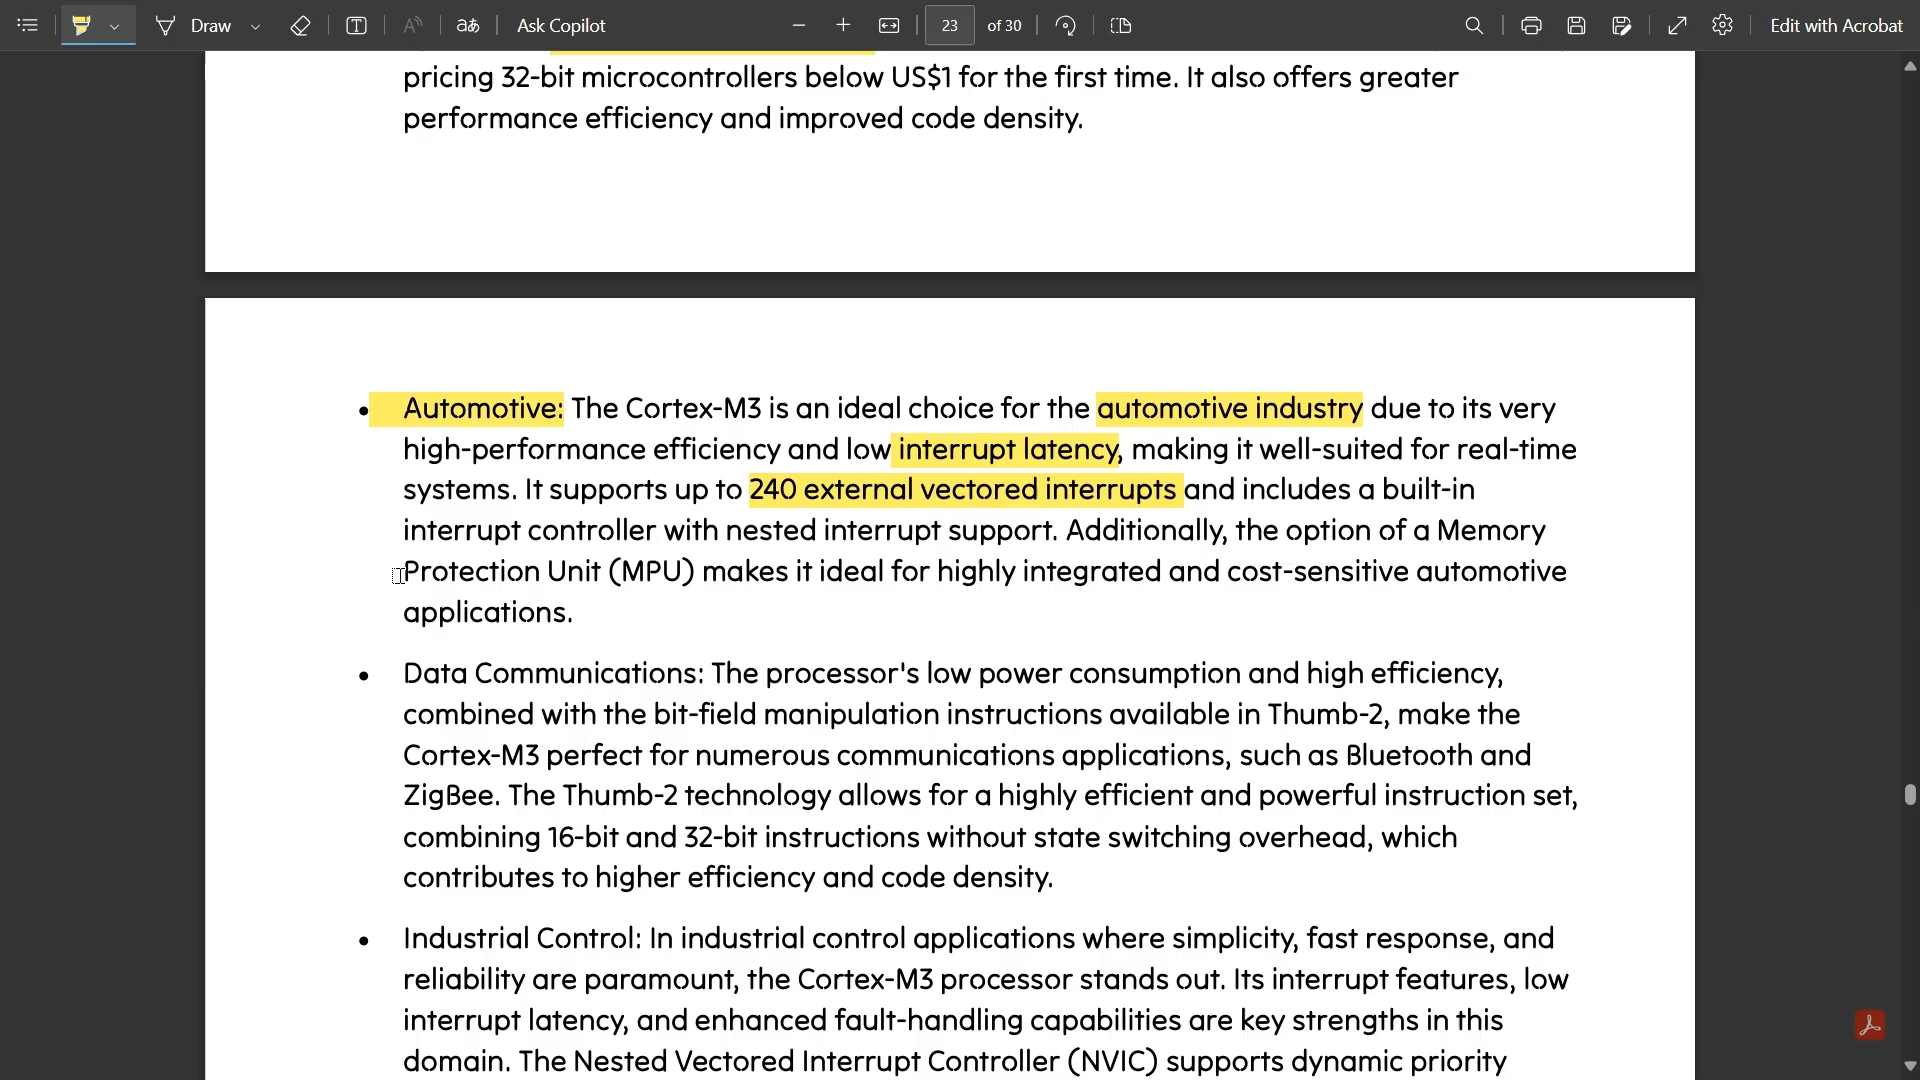 Draw
T
A
aあ
Ask Copilot
23
of 30
Edit with Acrobat
pricing 32-bit microcontrollers below US$1 for the first time. It also offers greater
performance efficiency and improved code density.
• Automotive: The Cortex-M3 is an ideal choice for the automotive industry due to its very
high-performance efficiency and low interrupt latency, making it well-suited for real-time
systems. It supports up to 240 external vectored interrupts and includes a built-in
interrupt controller with nested interrupt support. Additionally, the option of a Memory
Protection Unit (MPU) makes it ideal for highly integrated and cost-sensitive automotive
applications.
• Data Communications: The processor's low power consumption and high efficiency,
combined with the bit-field manipulation instructions available in Thumb-2, make the
Cortex-M3 perfect for numerous communications applications, such as Bluetooth and
ZigBee. The Thumb-2 technology allows for a highly efficient and powerful instruction set,
combining 16-bit and 32-bit instructions without state switching overhead, which
contributes to higher efficiency and code density.
• Industrial Control: In industrial control applications where simplicity, fast response, and
reliability are paramount, the Cortex-M3 processor stands out. Its interrupt features, low
interrupt latency, and enhanced fault-handling capabilities are key strengths in this
domain. The Nested Vectored Interrupt Controller (NVIC) supports dynamic priority